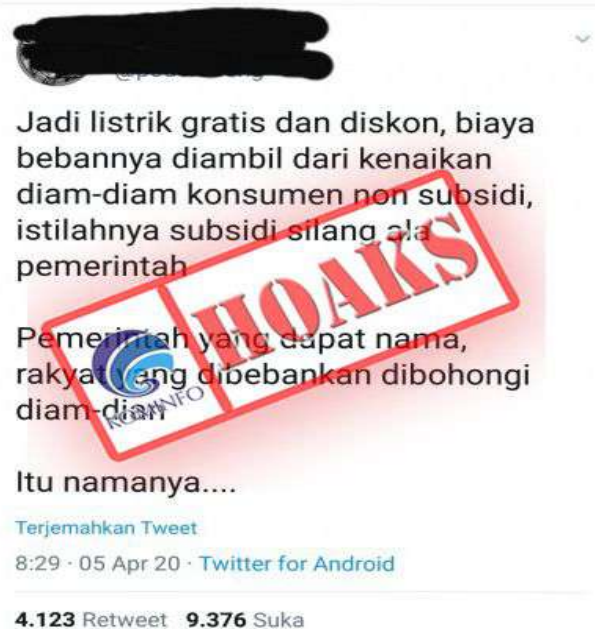 Jadi listrik gratis dan diskon, biaya
bebannya diambil dari kenaikan
diam-diam konsumen non subsidi,
istilahnya subsidi silang ala
pemerintah
HOAKS
KOMINFO
Pemerintah yang dapat nama,
rakyat yang dibebankan dibohongi
diam-diam
Itu namanya....
Terjemahkan Tweet
8:29 · 05 Apr 20 · Twitter for Android
4.123 Retweet 9.376 Suka